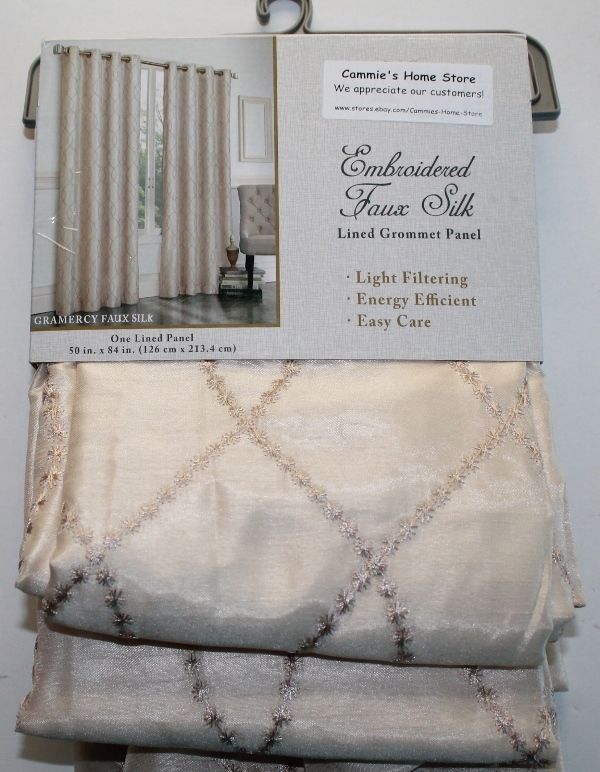 Cammie's Home Store
We appreciate our customers!
www.stores.ebay.com/Cammies-Home-Store
Embroidered
Faux Silk
Lined Grommet Panel
· Light Filtering
· Energy Efficient
· Easy Care
GRAMERCY FAUX SILK
One Lined Panel
50 in. x 84 in. (126 cm x 213.4 cm)